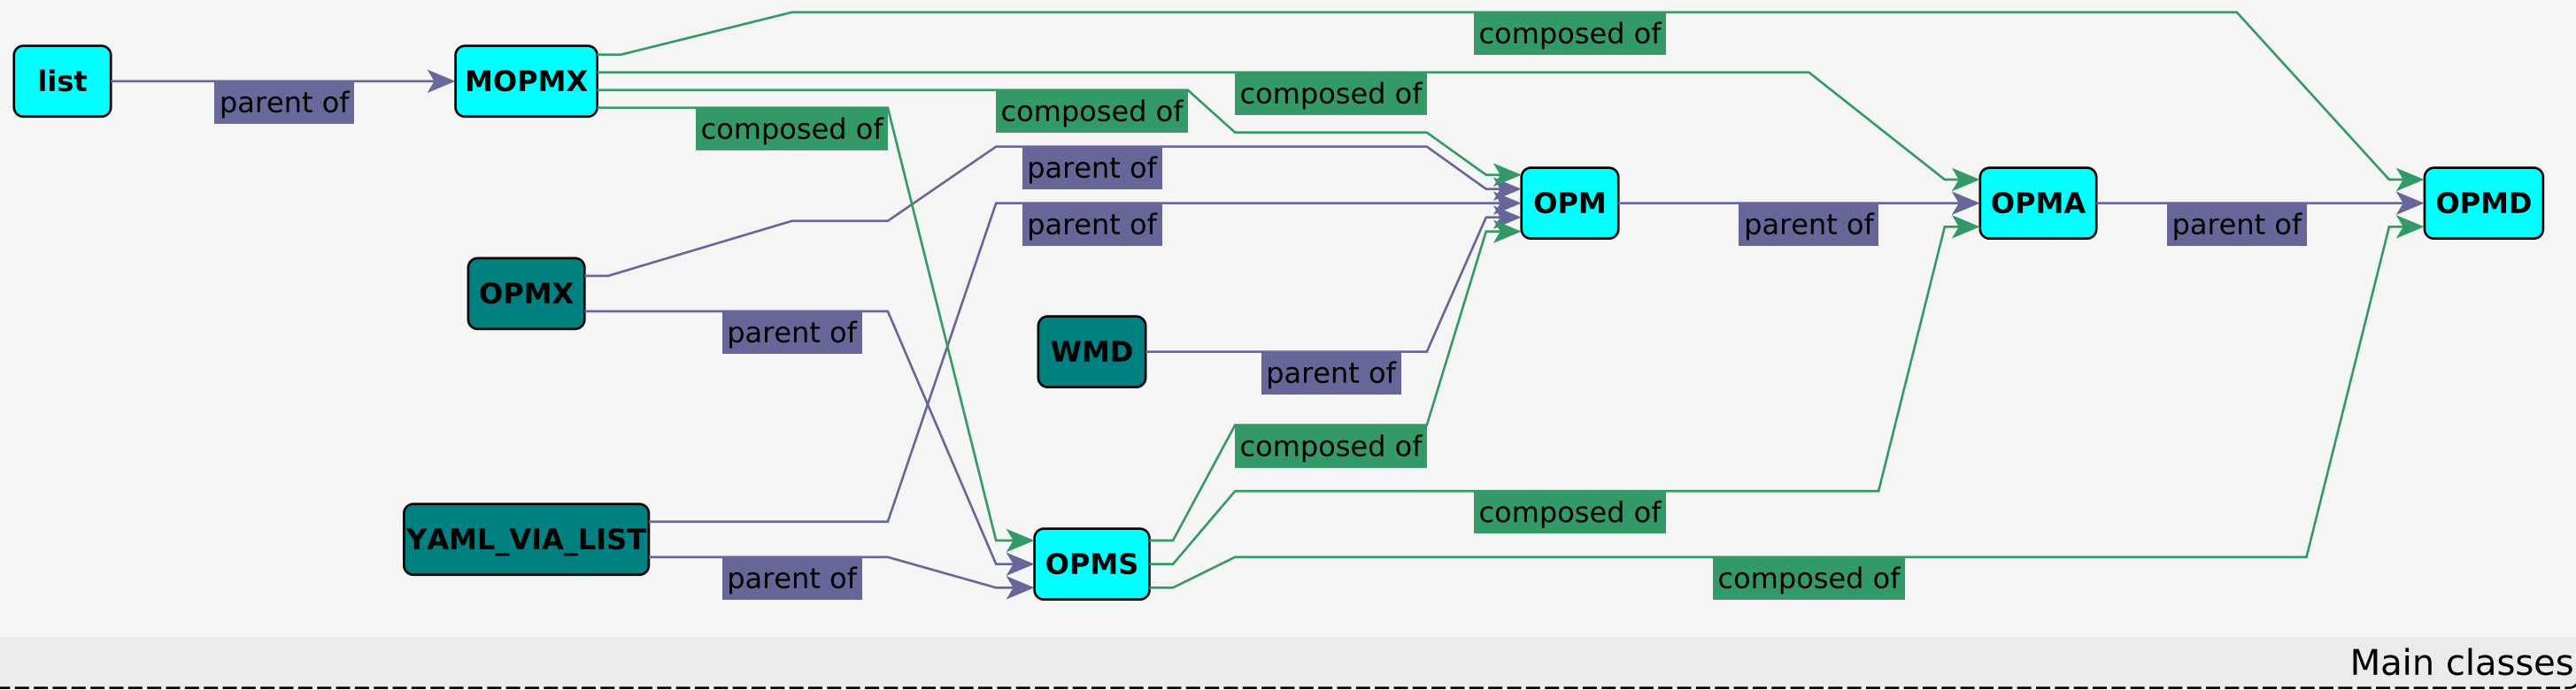 composed of
list
MOPMX
parent of
composed of
composed of
composed of
parent of
OPM
OPMA
OPMD
parent of
parent of
parent of
OPMX
parent of
WMD
parent of
composed of
YAML_VIA_LIST
OPMS
composed of
parent of
composed of
Main classes